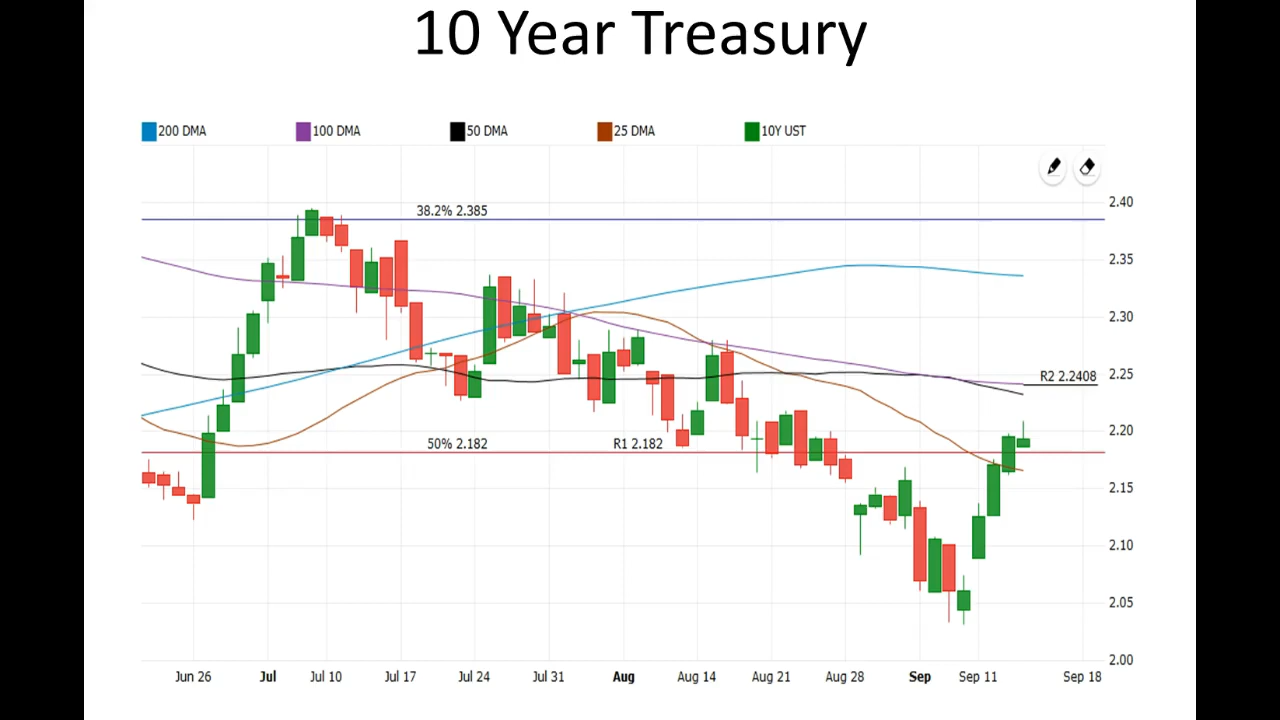 10 Year Treasury
200 DMA 100 DMA 50 DMA 25 DMA 10Y UST
2.40
38.2% 2.385
2.35
2.30
2.25
R2 2.2408
2.20
50% 2.182 R1 2.182
2.15
2.10
2.05
2.00
Jun 26 Jul Jul 10 Jul 17 Jul 24 Jul 31 Aug Aug 14 Aug 21 Aug 28 Sep Sep 11 Sep 18